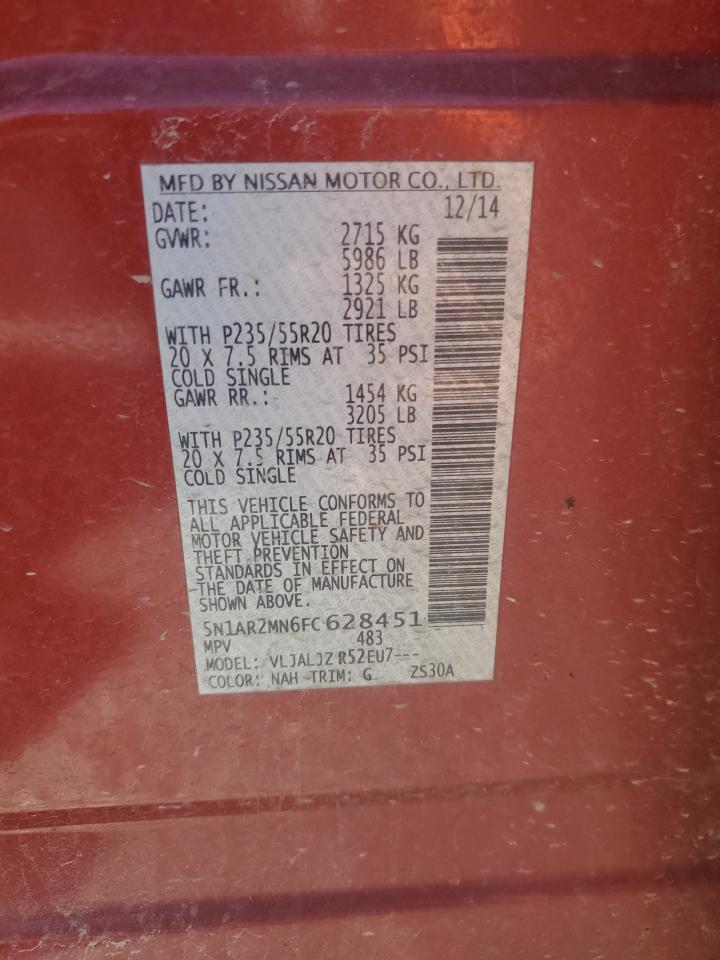 MFD BY NISSAN MOTOR CO., LTD.
DATE: 12/14
GVWR: 2715 KG
5986 LB
GAWR FR.: 1325 KG
2921 LB
WITH P235/55R20 TIRES
20 X 7.5 RIMS AT 35 PSI
COLD SINGLE
GAWR RR.: 1454 KG
3205 LB
WITH P235/55R20 TIRES
20 X 7.5 RIMS AT 35 PSI
COLD SINGLE
THIS VEHICLE CONFORMS TO
ALL APPLICABLE FEDERAL
MOTOR VEHICLE SAFETY AND
THEFT PREVENTION
STANDARDS IN EFFECT ON
THE DATE OF MANUFACTURE
SHOWN ABOVE.
5N1AR2MN6FC628451
MPV 483
MODEL: VLJALJZ R52EU7---
COLOR: NAH TRIM: G ZS30A